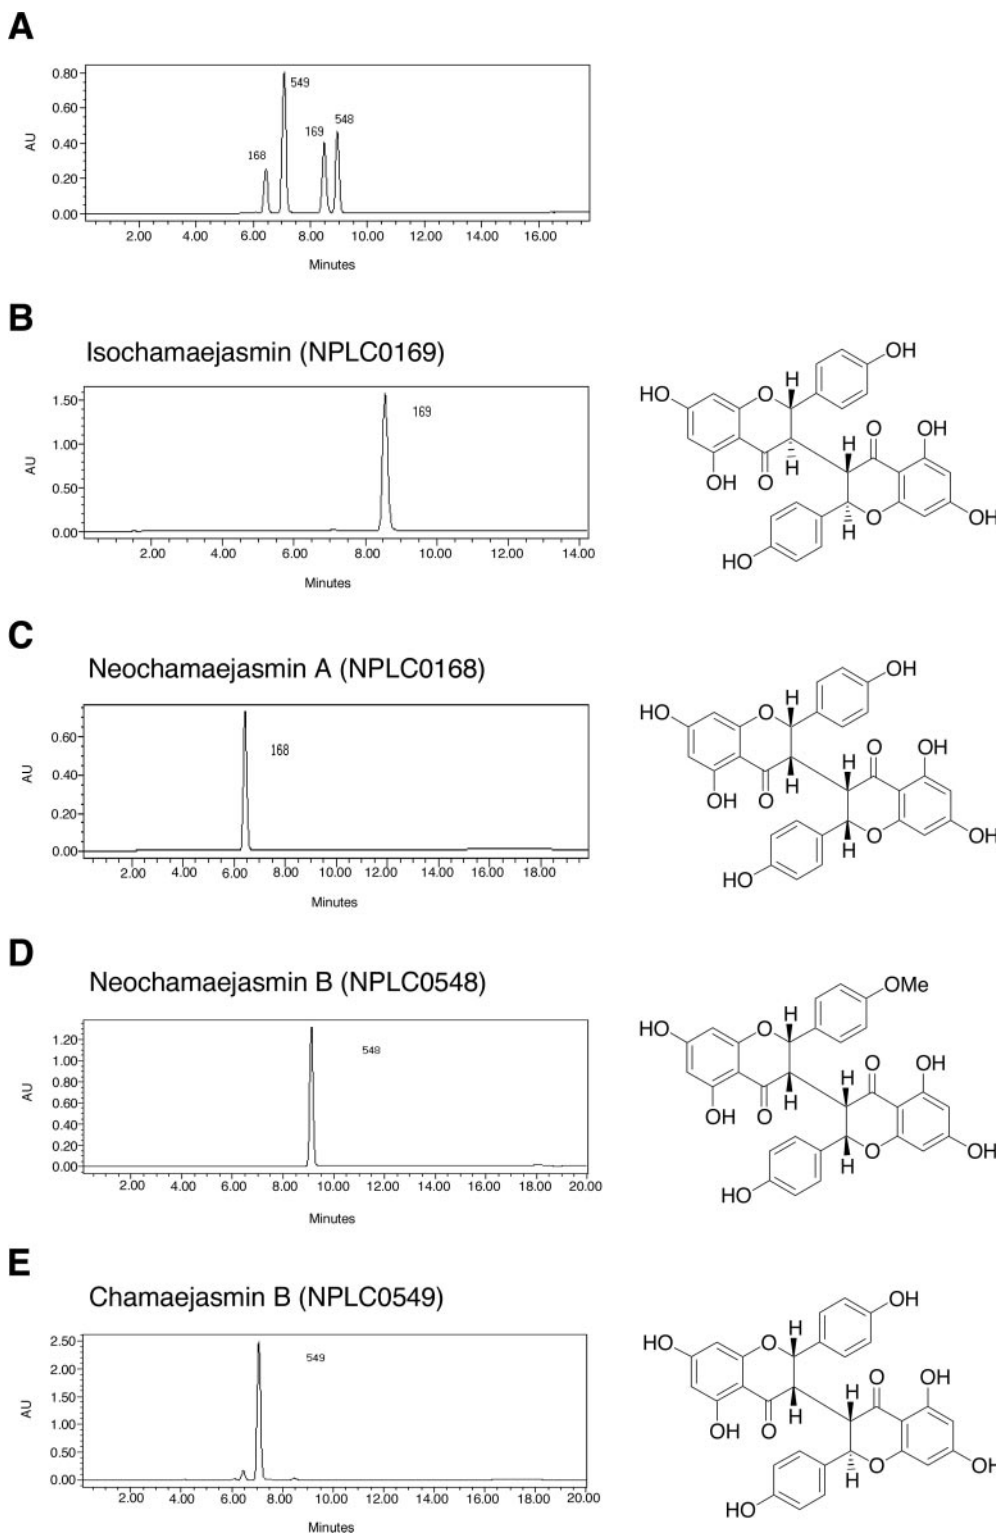 A
549
548
169
168
0.80
0.60
0.40
0.20
0.00
AU
2.00 4.00 6.00 8.00 10.00 12.00 14.00 16.00
Minutes
B
Isochamaejasmin (NPLC0169)
169
1.50
1.00
0.50
0.00
AU
2.00 4.00 6.00 8.00 10.00 12.00 14.00
Minutes
OH
H
HO
O
O
OH
H
H
OH
O
H
O
OH
HO
C
Neochamaejasmin A (NPLC0168)
168
0.60
0.40
0.20
0.00
AU
2.00 4.00 6.00 8.00 10.00 12.00 14.00 16.00 18.00
Minutes
OH
H
HO
O
O
OH
H
H
OH
O
H
O
OH
HO
D
Neochamaejasmin B (NPLC0548)
548
1.20
1.00
0.80
0.60
0.40
0.20
0.00
AU
2.00 4.00 6.00 8.00 10.00 12.00 14.00 16.00 18.00 20.00
Minutes
OMe
H
HO
O
O
OH
H
H
OH
O
H
O
OH
HO
E
Chamaejasmin B (NPLC0549)
549
2.50
2.00
1.50
1.00
0.50
0.00
AU
2.00 4.00 6.00 8.00 10.00 12.00 14.00 16.00 18.00 20.00
Minutes
OH
H
HO
O
O
OH
H
H
OH
O
H
O
OH
HO